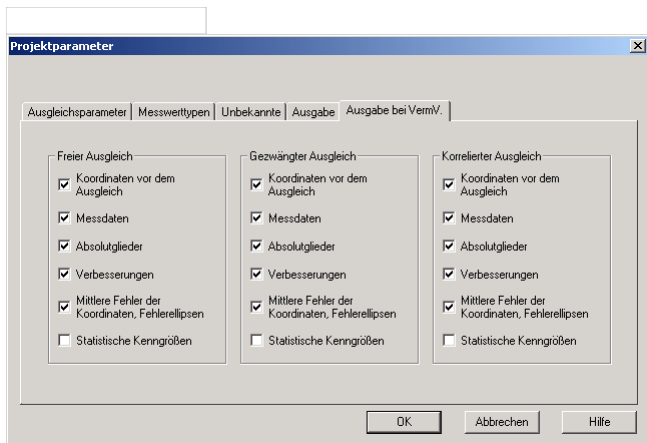 Projektparameter
Ausgleichsparameter
Messwerttypen
Unbekannte
Ausgabe
Ausgabe bei VermV.
Freier Ausgleich
Koordinaten vor dem
Ausgleich
Messdaten
Absolutglieder
Verbesserungen
Mittlere Fehler der
Koordinaten, Fehlerellipsen
Statistische Kenngrößen
Gezwängter Ausgleich
Koordinaten vor dem
Ausgleich
Messdaten
Absolutglieder
Verbesserungen
Mittlere Fehler der
Koordinaten, Fehlerellipsen
Statistische Kenngrößen
Korrelierter Ausgleich
Koordinaten vor dem
Ausgleich
Messdaten
Absolutglieder
Verbesserungen
Mittlere Fehler der
Koordinaten, Fehlerellipsen
Statistische Kenngrößen
OK
Abbrechen
Hilfe